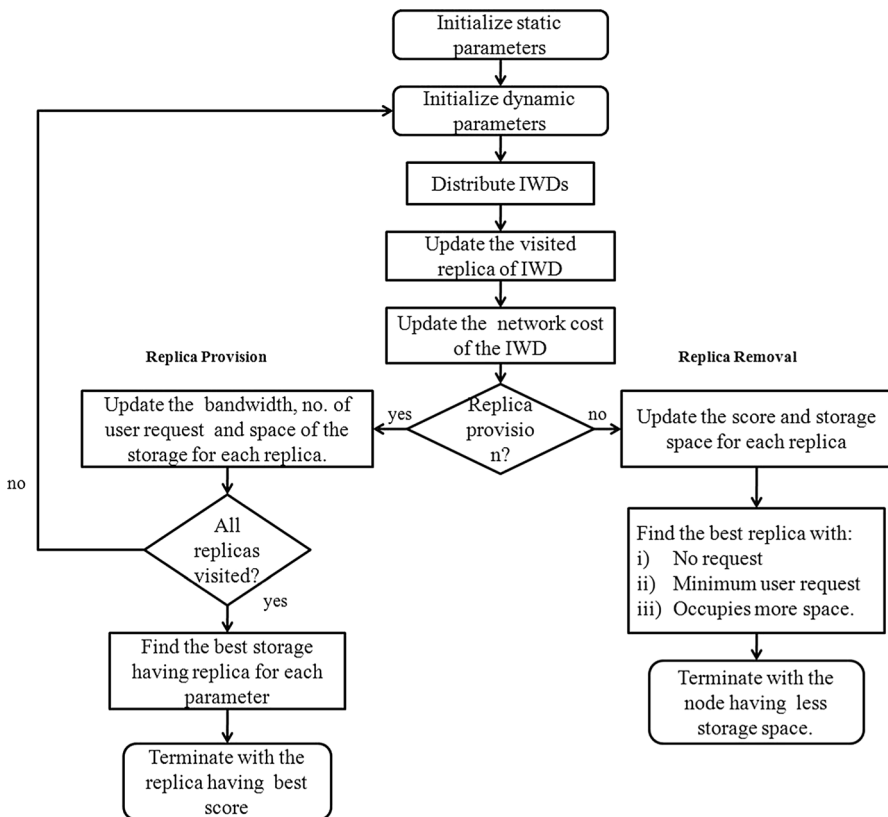 Initialize static
parameters
Initialize dynamic
parameters
Distribute IWDs
Update the visited
replica of IWD
Update the network cost
of the IWD
Replica Provision
Replica Removal
Replica
provisio
n?
yes
no
Update the bandwidth, no. of
user request and space of the
storage for each replica.
Update the score and storage
space for each replica
no
All
replicas
visited?
yes
Find the best replica with:
i) No request
ii) Minimum user request
iii) Occupies more space.
Find the best storage
having replica for each
parameter
Terminate with the
node having less
storage space.
Terminate with the
replica having best
score